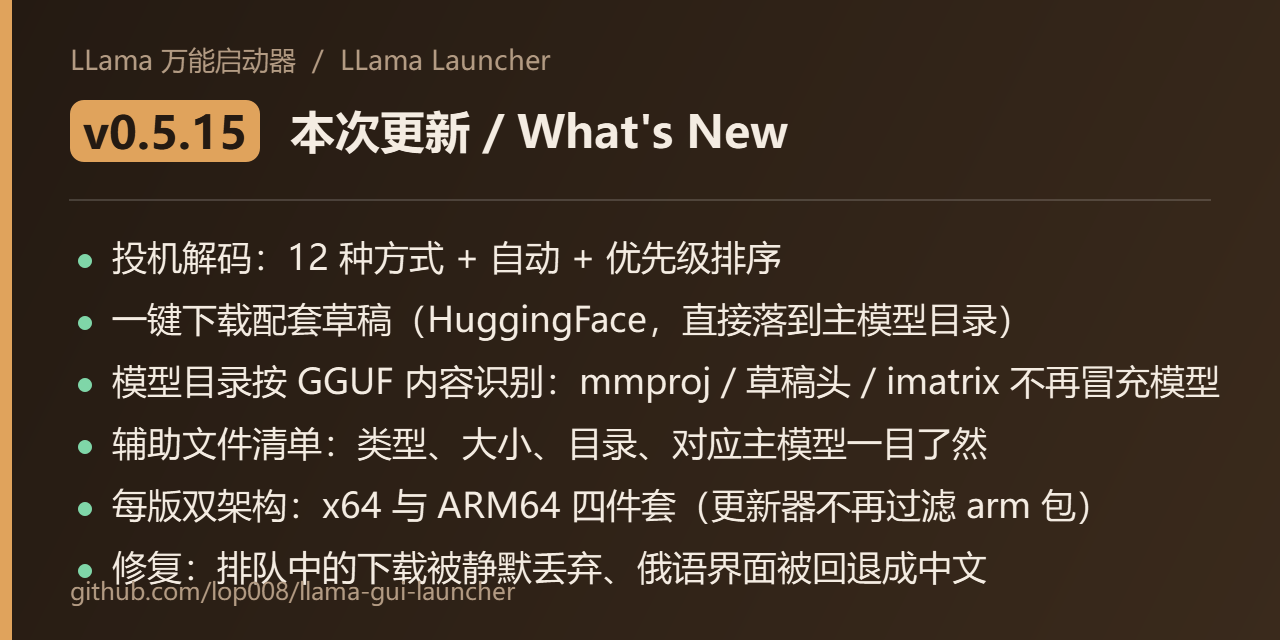 LLama 万能启动器 / LLama Launcher
v0.5.15 本次更新 / What's New
投机解码：12 种方式 + 自动 + 优先级排序
一键下载配套草稿（HuggingFace，直接落到主模型目录）
模型目录按 GGUF 内容识别：mmproj / 草稿头 / imatrix 不再冒充模型
辅助文件清单：类型、大小、目录、对应主模型一目了然
每版双架构：x64 与 ARM64 四件套（更新器不再过滤 arm 包）
修复：排队中的下载被静默丢弃、俄语界面被回退成中文
github.com/lop008/llama-gui-launcher